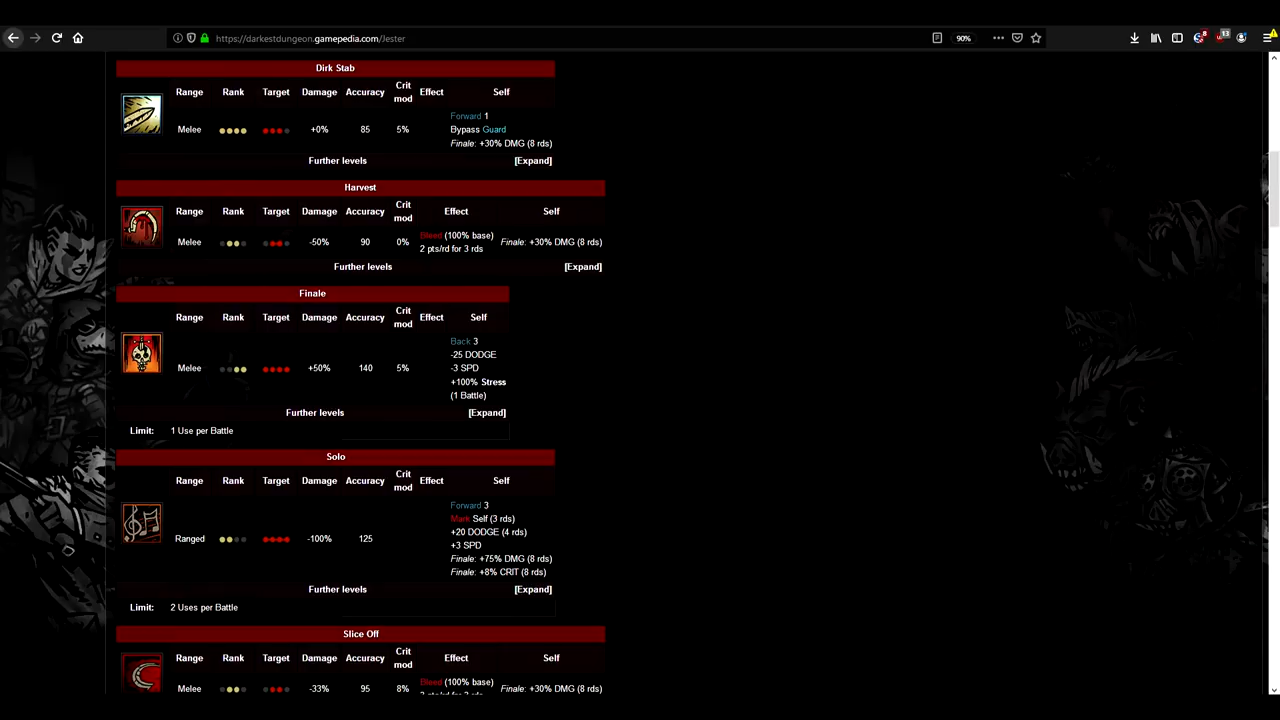 https://darkestdungeon.gamepedia.com/Jester
90%
8
13
Dirk Stab
Range Rank Target Damage Accuracy Crit mod Effect Self
Melee +0% 85 5%
Forward 1
Bypass Guard
Finale: +30% DMG (8 rds)
Further levels [Expand]
Harvest
Range Rank Target Damage Accuracy Crit mod Effect Self
Melee -50% 90 0% Bleed (100% base) 2 pts/rd for 3 rds Finale: +30% DMG (8 rds)
Further levels [Expand]
Finale
Range Rank Target Damage Accuracy Crit mod Effect Self
Melee +50% 140 5%
Back 3
-25 DODGE
-3 SPD
+100% Stress
(1 Battle)
Further levels [Expand]
Limit: 1 Use per Battle
Solo
Range Rank Target Damage Accuracy Crit mod Effect Self
Ranged -100% 125
Forward 3
Mark Self (3 rds)
+20 DODGE (4 rds)
+3 SPD
Finale: +75% DMG (8 rds)
Finale: +8% CRIT (8 rds)
Further levels [Expand]
Limit: 2 Uses per Battle
Slice Off
Range Rank Target Damage Accuracy Crit mod Effect Self
Melee -33% 95 8% Bleed (100% base) Finale: +30% DMG (8 rds)